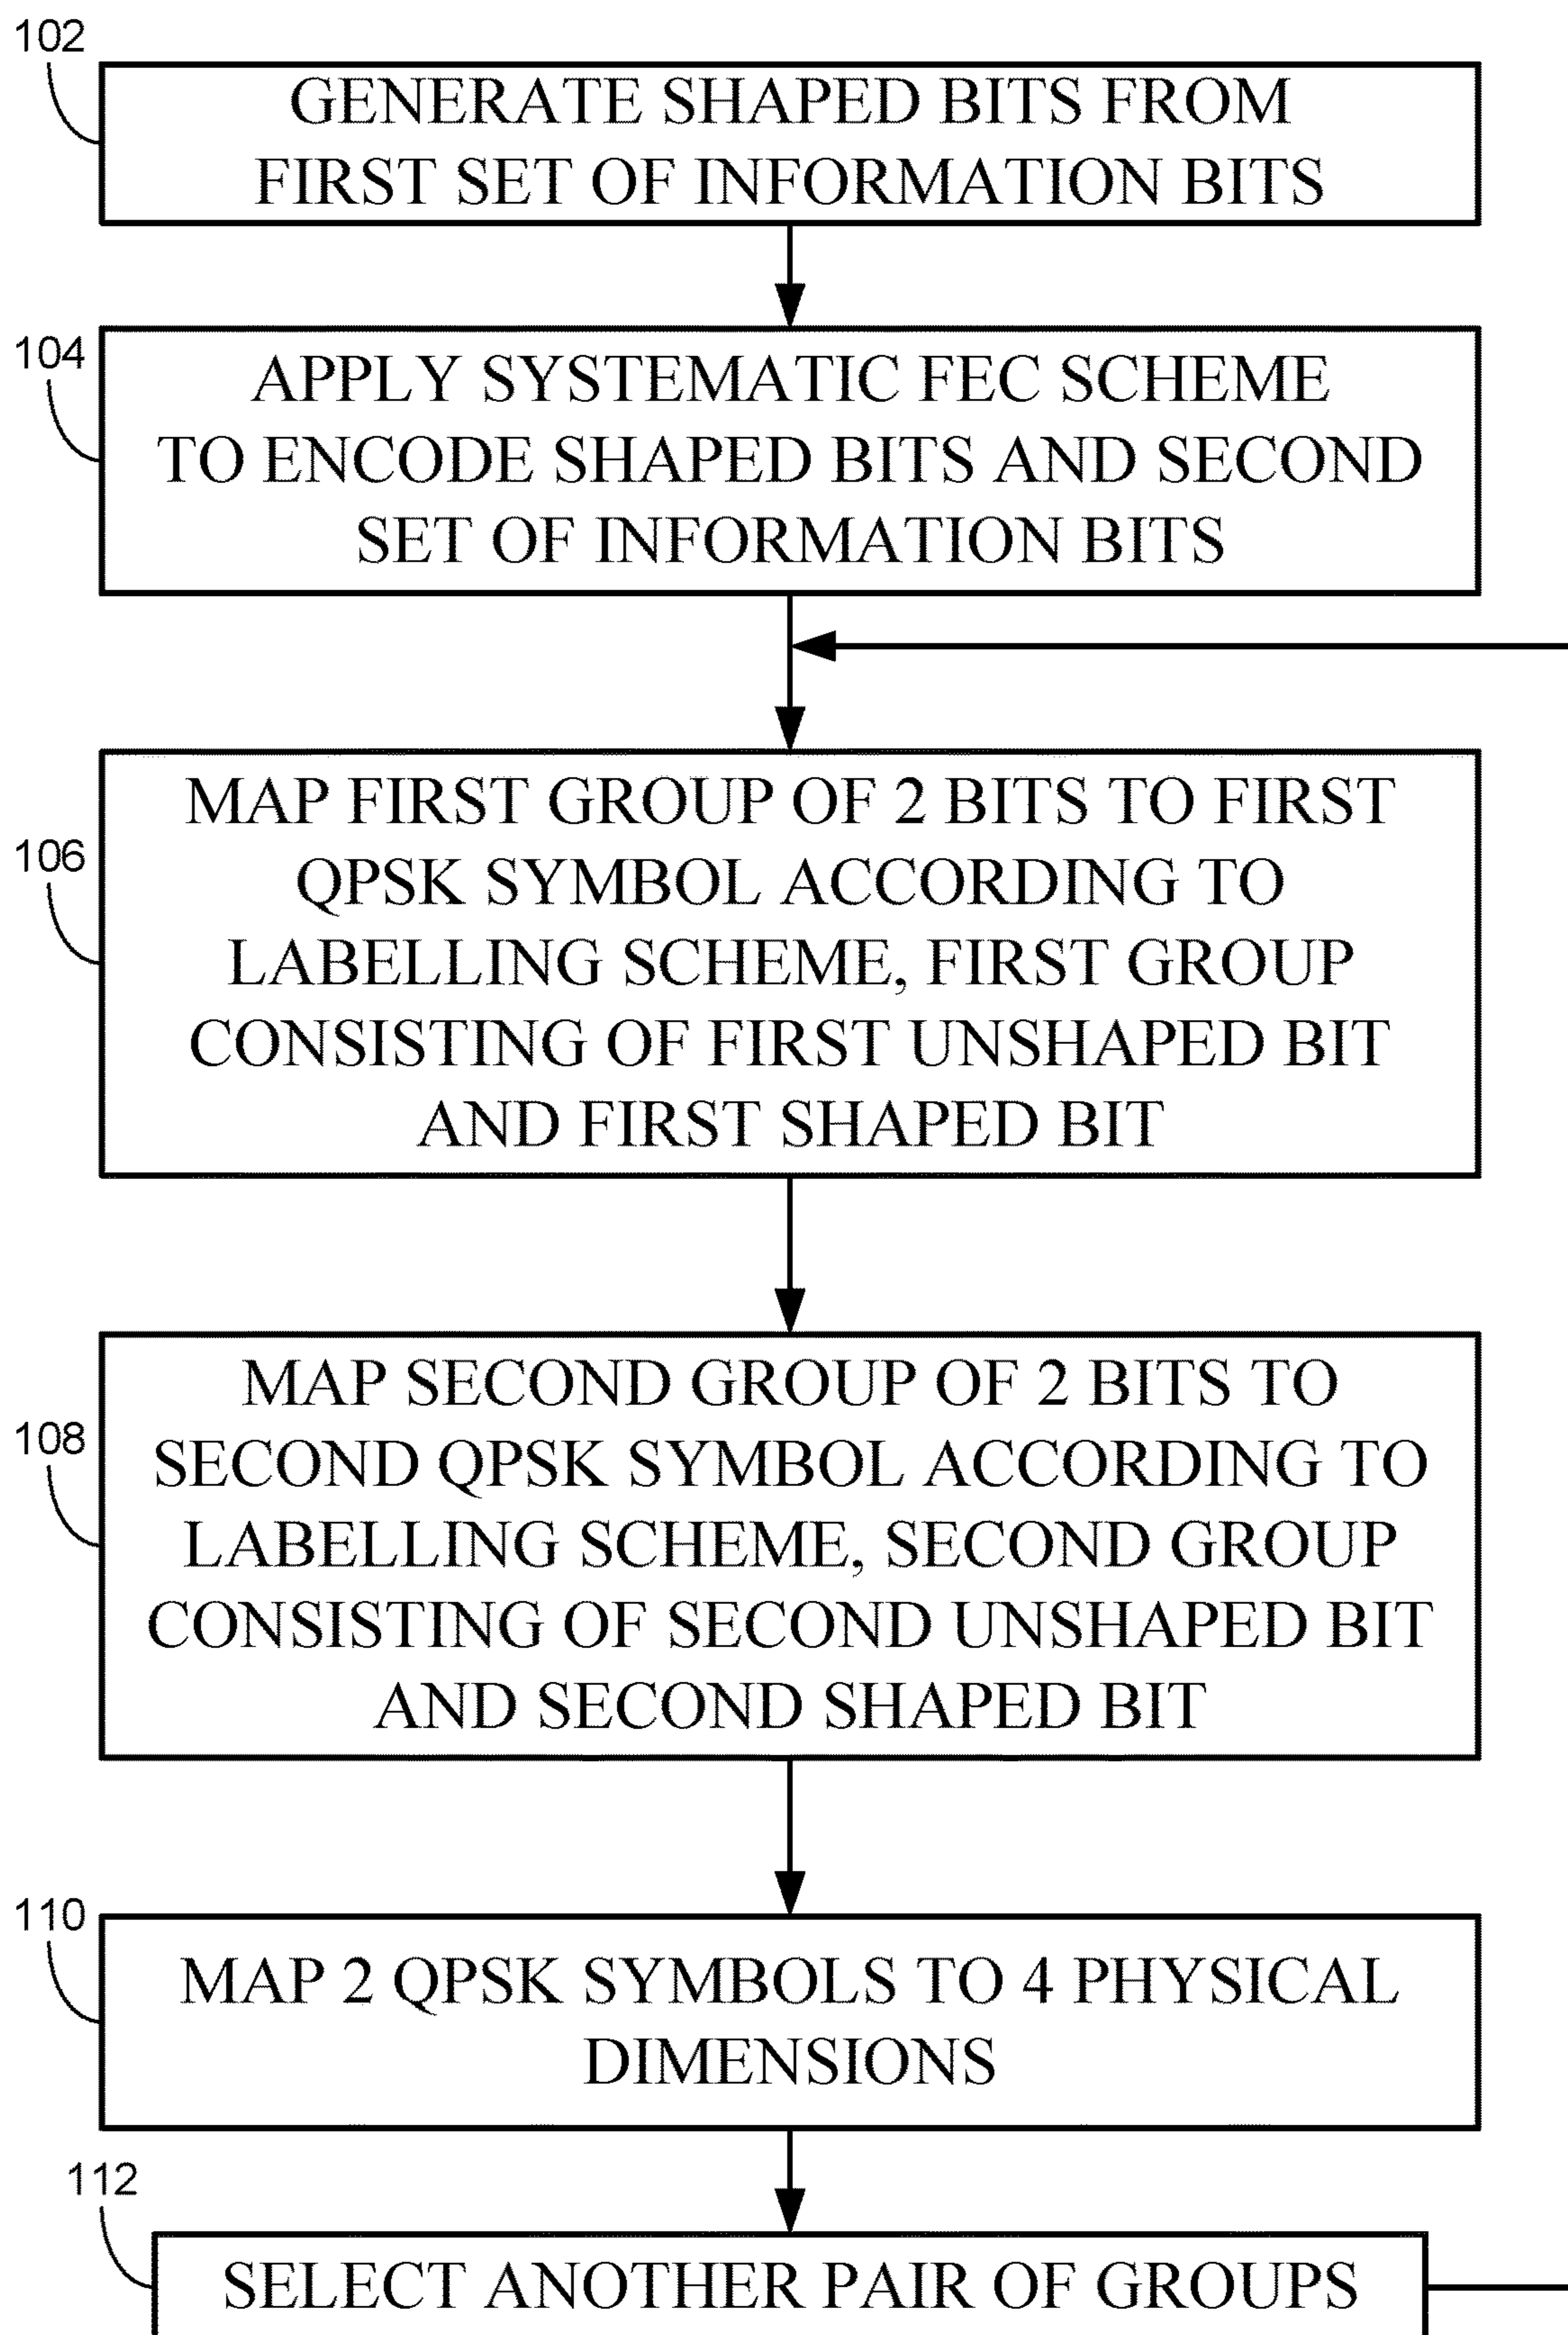 102
GENERATE SHAPED BITS FROM
FIRST SET OF INFORMATION BITS
104
APPLY SYSTEMATIC FEC SCHEME
TO ENCODE SHAPED BITS AND SECOND
SET OF INFORMATION BITS
106
MAP FIRST GROUP OF 2 BITS TO FIRST
QPSK SYMBOL ACCORDING TO
LABELLING SCHEME, FIRST GROUP
CONSISTING OF FIRST UNSHAPED BIT
AND FIRST SHAPED BIT
108
MAP SECOND GROUP OF 2 BITS TO
SECOND QPSK SYMBOL ACCORDING TO
LABELLING SCHEME, SECOND GROUP
CONSISTING OF SECOND UNSHAPED BIT
AND SECOND SHAPED BIT
110
MAP 2 QPSK SYMBOLS TO 4 PHYSICAL
DIMENSIONS
112
SELECT ANOTHER PAIR OF GROUPS